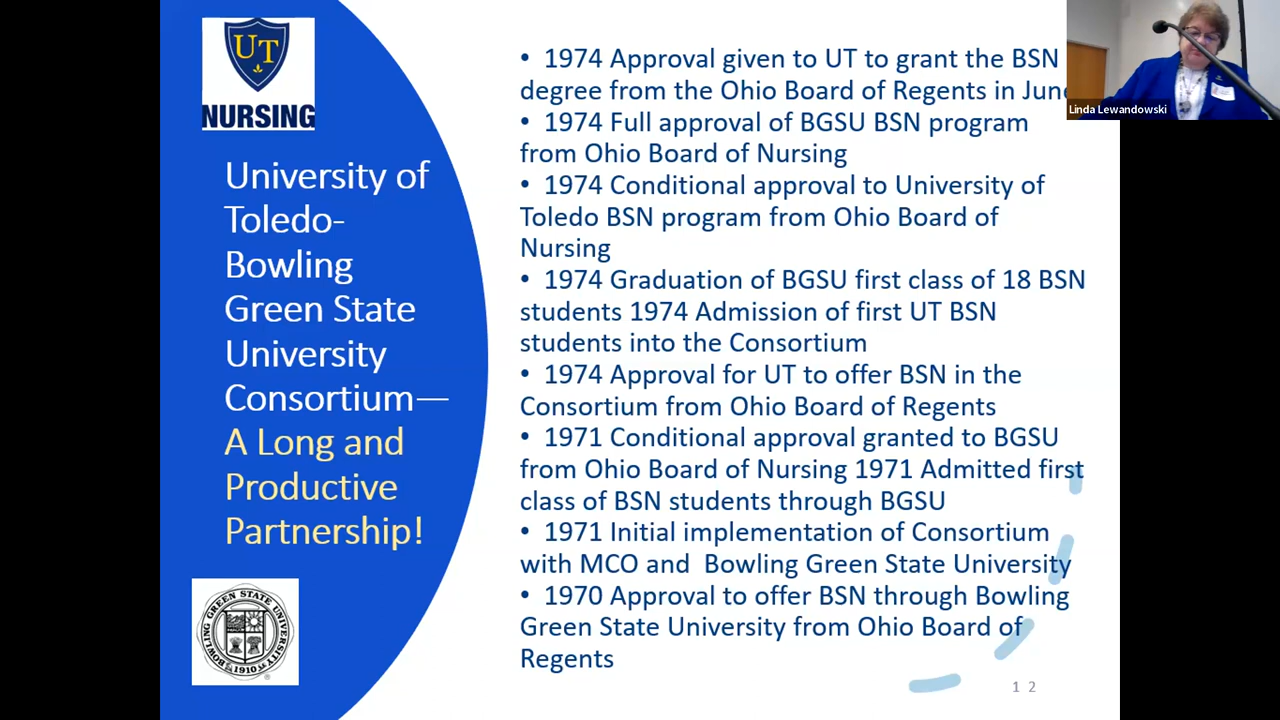 UT
NURSING
University of
Toledo-
Bowling
Green State
University
Consortium—
A Long and
Productive
Partnership!
BOWLING GREEN STATE UNIVERSITY
1910
• 1974 Approval given to UT to grant the BSN
degree from the Ohio Board of Regents in June
• 1974 Full approval of BGSU BSN program
from Ohio Board of Nursing
• 1974 Conditional approval to University of
Toledo BSN program from Ohio Board of
Nursing
• 1974 Graduation of BGSU first class of 18 BSN
students 1974 Admission of first UT BSN
students into the Consortium
• 1974 Approval for UT to offer BSN in the
Consortium from Ohio Board of Regents
• 1971 Conditional approval granted to BGSU
from Ohio Board of Nursing 1971 Admitted first
class of BSN students through BGSU
• 1971 Initial implementation of Consortium
with MCO and  Bowling Green State University
• 1970 Approval to offer BSN through Bowling
Green State University from Ohio Board of
Regents
12
Linda Lewandowski